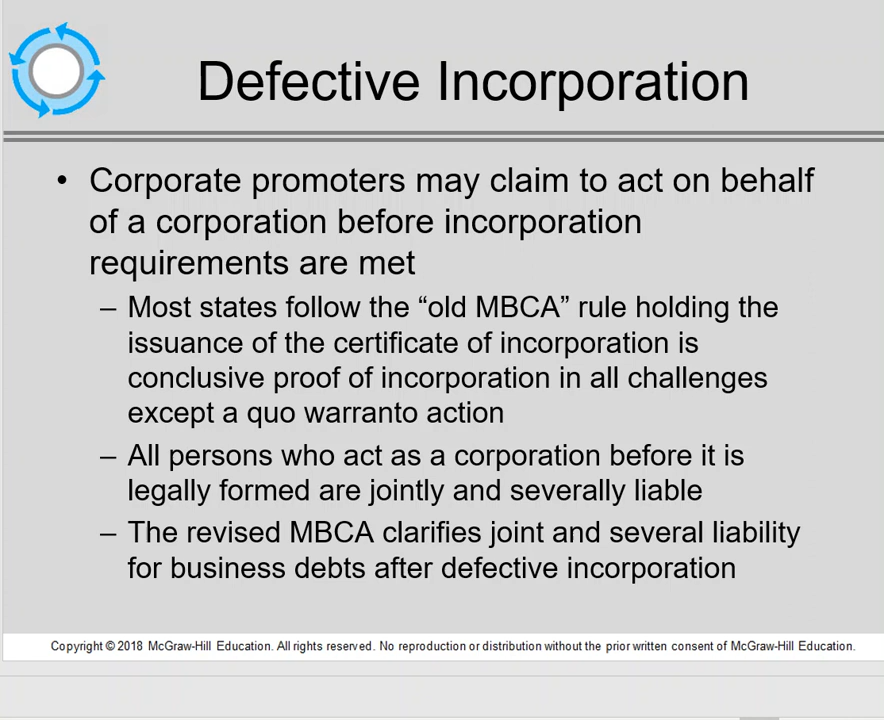 Defective Incorporation
• Corporate promoters may claim to act on behalf
of a corporation before incorporation
requirements are met
– Most states follow the “old MBCA” rule holding the
issuance of the certificate of incorporation is
conclusive proof of incorporation in all challenges
except a quo warranto action
– All persons who act as a corporation before it is
legally formed are jointly and severally liable
– The revised MBCA clarifies joint and several liability
for business debts after defective incorporation
Copyright © 2018 McGraw-Hill Education. All rights reserved. No reproduction or distribution without the prior written consent of McGraw-Hill Education.